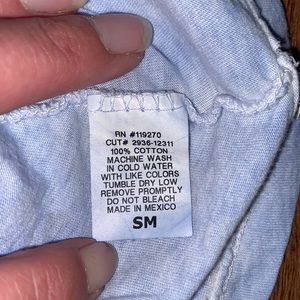 RN #119270
CUT# 2936-12311
100% COTTON
MACHINE WASH
IN COLD WATER
WITH LIKE COLORS
TUMBLE DRY LOW
REMOVE PROMPTLY
DO NOT BLEACH
MADE IN MEXICO
SM